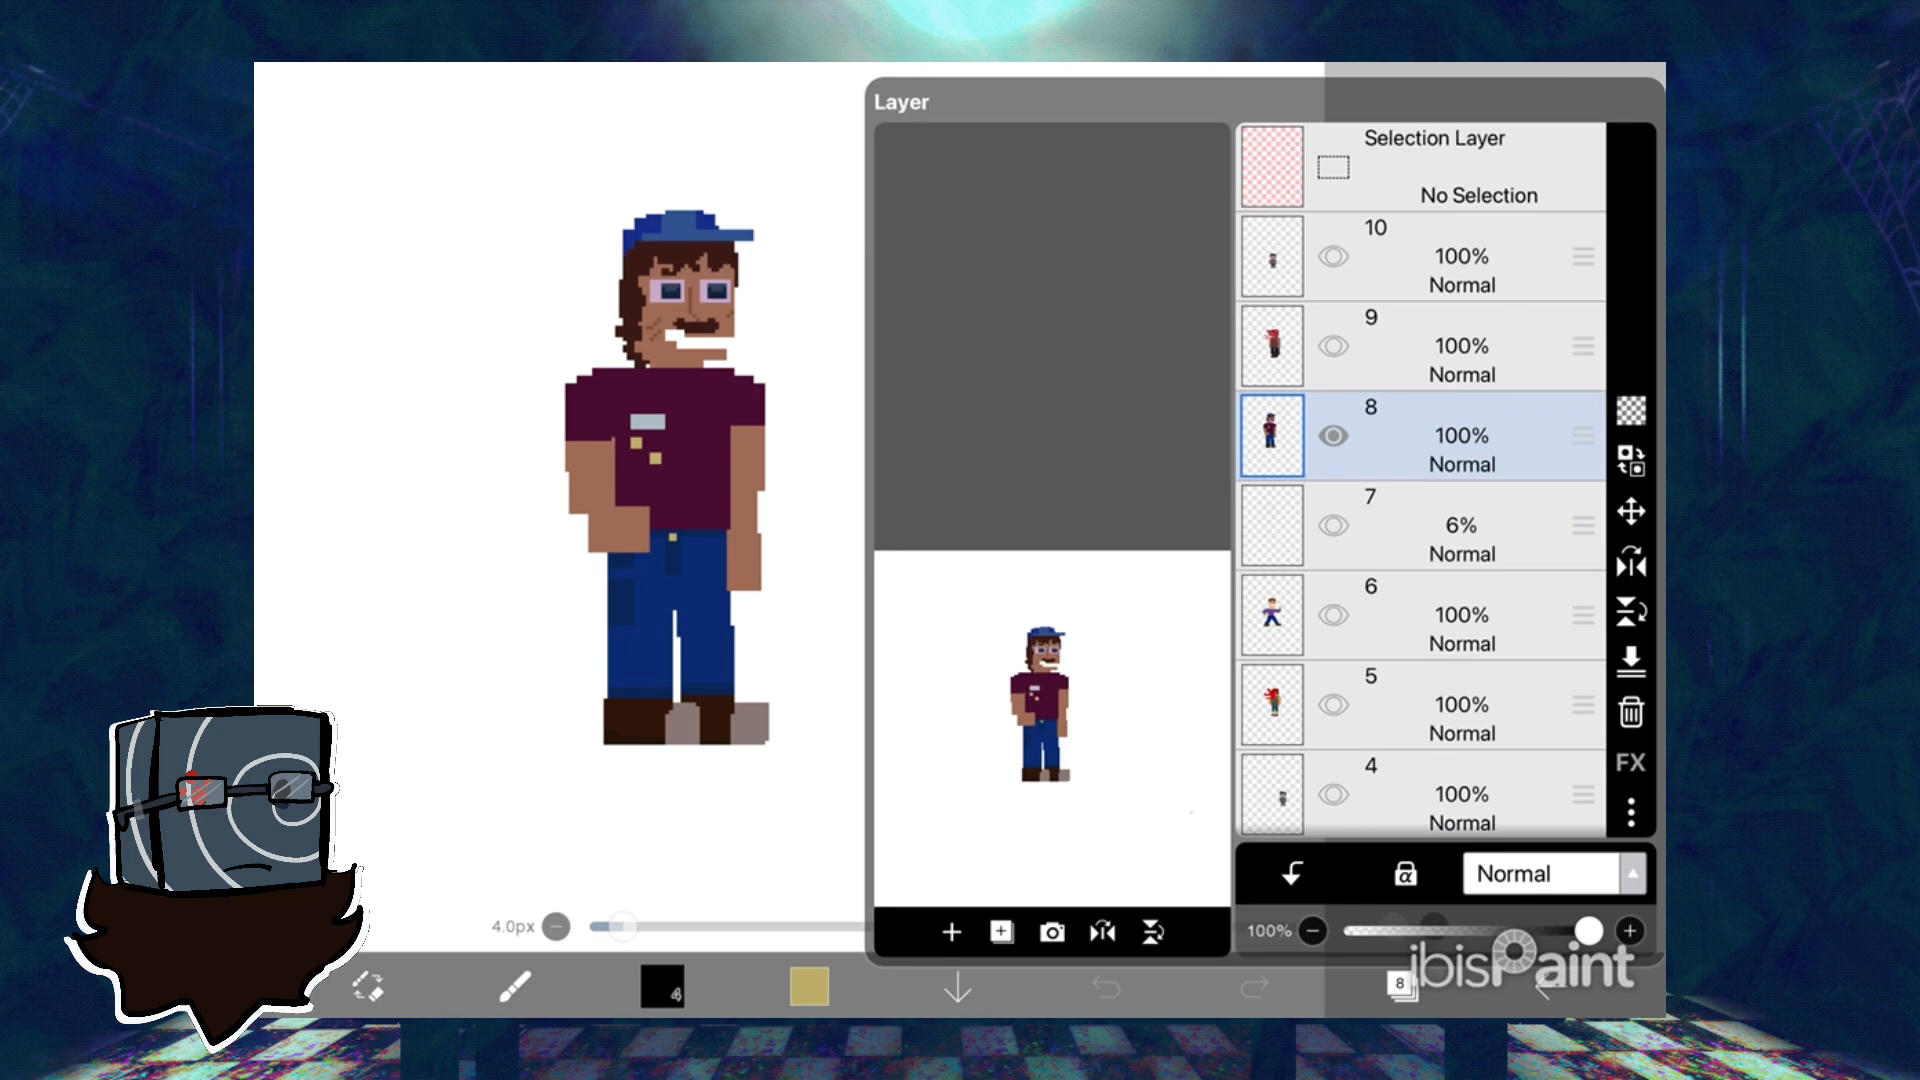 Layer
Selection Layer
No Selection
10
100%
Normal
9
100%
Normal
8
100%
Normal
7
6%
Normal
6
100%
Normal
5
100%
Normal
4
100%
Normal
FX
α
Normal
4.0px
100%
ibisPaint
4
8